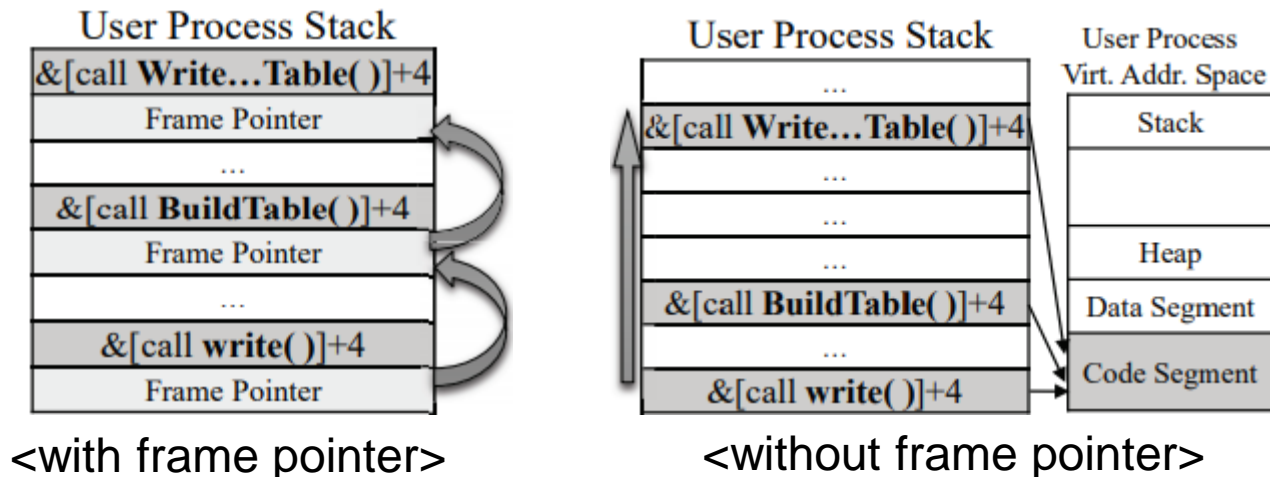 User Process Stack
&[call Write…Table( )]+4
Frame Pointer
…
&[call BuildTable( )]+4
Frame Pointer
…
&[call write( )]+4
Frame Pointer
<with frame pointer>
User Process Stack
…
&[call Write…Table( )]+4
…
…
…
&[call BuildTable( )]+4
…
&[call write( )]+4
<without frame pointer>
User Process
Virt. Addr. Space
Stack
Heap
Data Segment
Code Segment